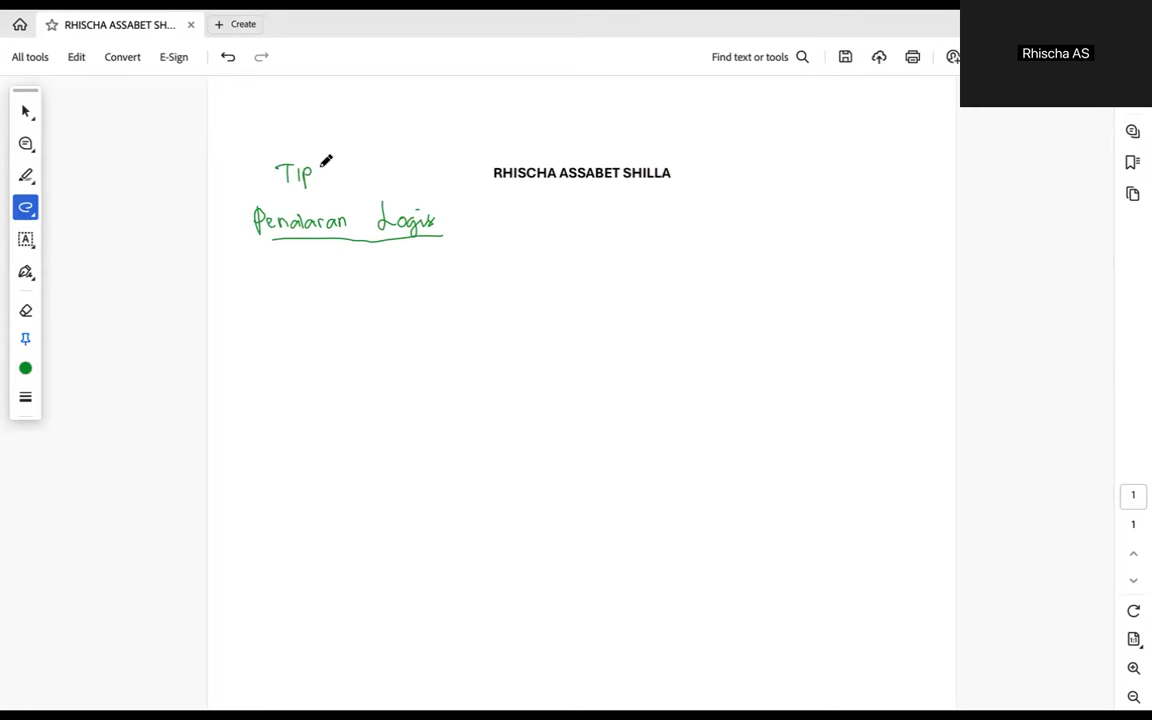 RHISCHA ASSABET SH...
Create
All tools Edit Convert E-Sign
Find text or tools
Rhischa AS
TIP
RHISCHA ASSABET SHILLA
Penalaran Logis
A
1
1